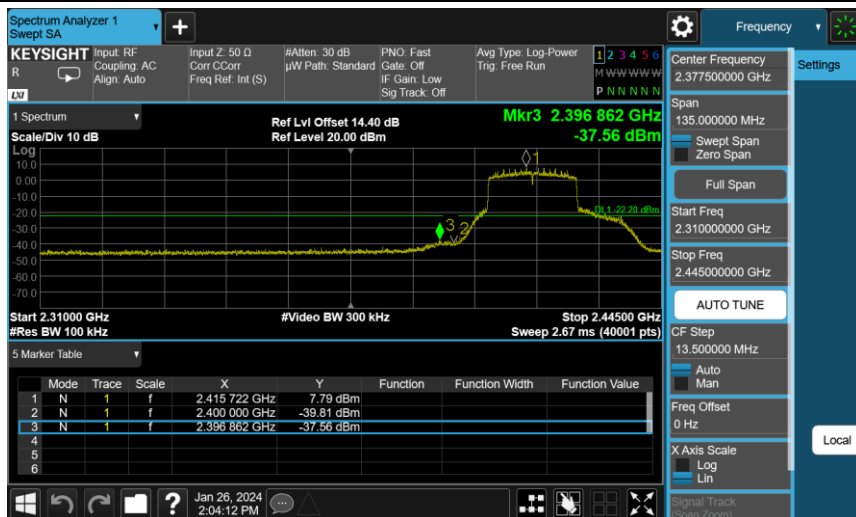 Spectrum Analyzer 1
Swept SA
+
Frequency
KEYSIGHT
R
LXI
Input: RF
Coupling: AC
Align: Auto
Input Z: 50 Ω
Corr CCorr
Freq Ref: Int (S)
#Atten: 30 dB
µW Path: Standard
PNO: Fast
Gate: Off
IF Gain: Low
Sig Track: Off
Avg Type: Log-Power
Trig: Free Run
1 2 3 4 5 6
M W W W W W
P N N N N N
1 Spectrum
Scale/Div 10 dB
Ref Lvl Offset 14.40 dB
Ref Level 20.00 dBm
Mkr3 2.396 862 GHz
-37.56 dBm
Log
10.0
0.00
-10.0
-20.0
-30.0
-40.0
-50.0
-60.0
-70.0
1
DL1 -22.20 dBm
3 2
Start 2.31000 GHz
#Res BW 100 kHz
#Video BW 300 kHz
Stop 2.44500 GHz
Sweep 2.67 ms (40001 pts)
5 Marker Table
Mode Trace Scale X Y Function Function Width Function Value
1 N 1 f 2.415 722 GHz 7.79 dBm
2 N 1 f 2.400 000 GHz -39.81 dBm
3 N 1 f 2.396 862 GHz -37.56 dBm
4
5
6
?
Jan 26, 2024
2:04:12 PM
Center Frequency
2.377500000 GHz
Span
135.000000 MHz
Swept Span
Zero Span
Full Span
Start Freq
2.310000000 GHz
Stop Freq
2.445000000 GHz
AUTO TUNE
CF Step
13.500000 MHz
Auto
Man
Freq Offset
0 Hz
X Axis Scale
Log
Lin
Signal Track
(Span Zoom)
Settings
Local